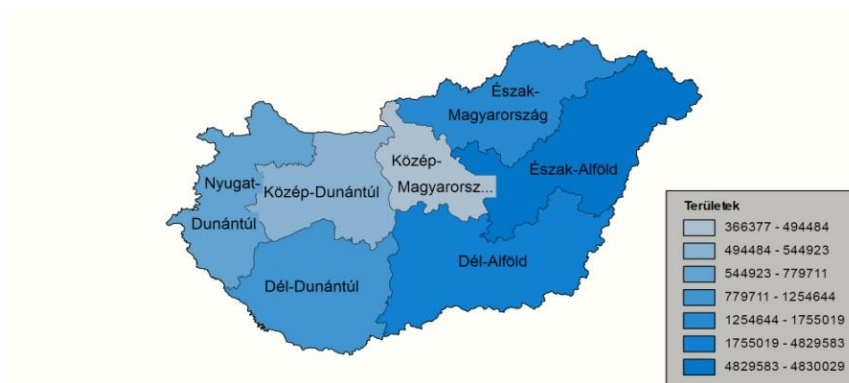 Észak-
Magyarország
Közép-
Magyarorsz...
Észak-Alföld
Nyugat-
Dunántúl
Közép-Dunántúl
Dél-Alföld
Dél-Dunántúl
Területek
366377 - 494484
494484 - 544923
544923 - 779711
779711 - 1254644
1254644 - 1755019
1755019 - 4829583
4829583 - 4830029